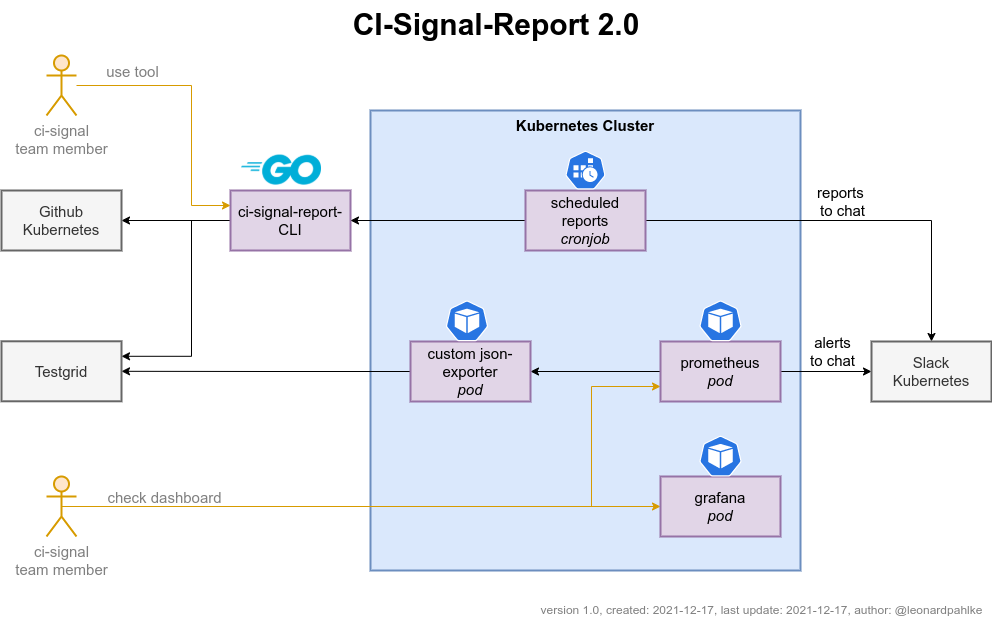 CI-Signal-Report 2.0
use tool
ci-signal
team member
Kubernetes Cluster
GO
Github
Kubernetes
ci-signal-report-
CLI
scheduled
reports
cronjob
reports
to chat
Testgrid
custom json-
exporter
pod
prometheus
pod
alerts
to chat
Slack
Kubernetes
grafana
pod
check dashboard
ci-signal
team member
version 1.0, created: 2021-12-17, last update: 2021-12-17, author: @leonardpahlke